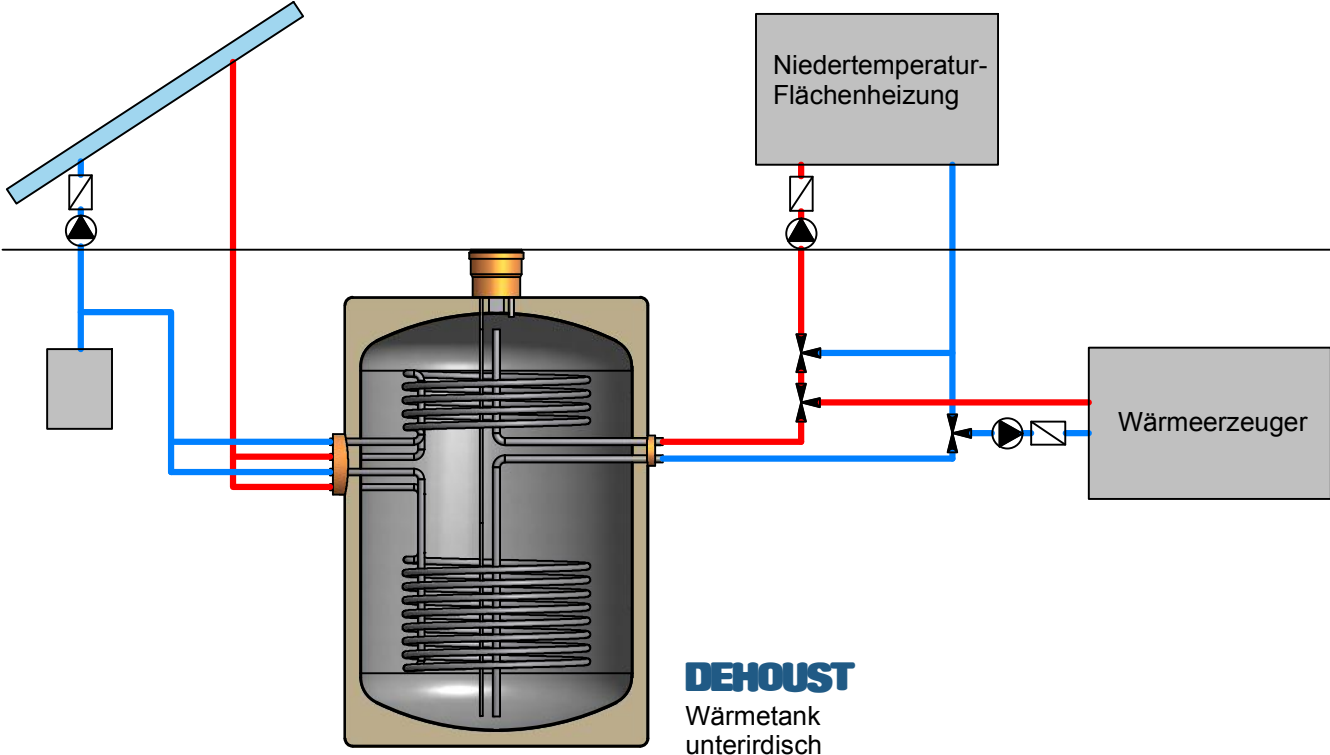 Niedertemperatur-
Flächenheizung
Wärmeerzeuger
DEHOUST
Wärmetank
unterirdisch